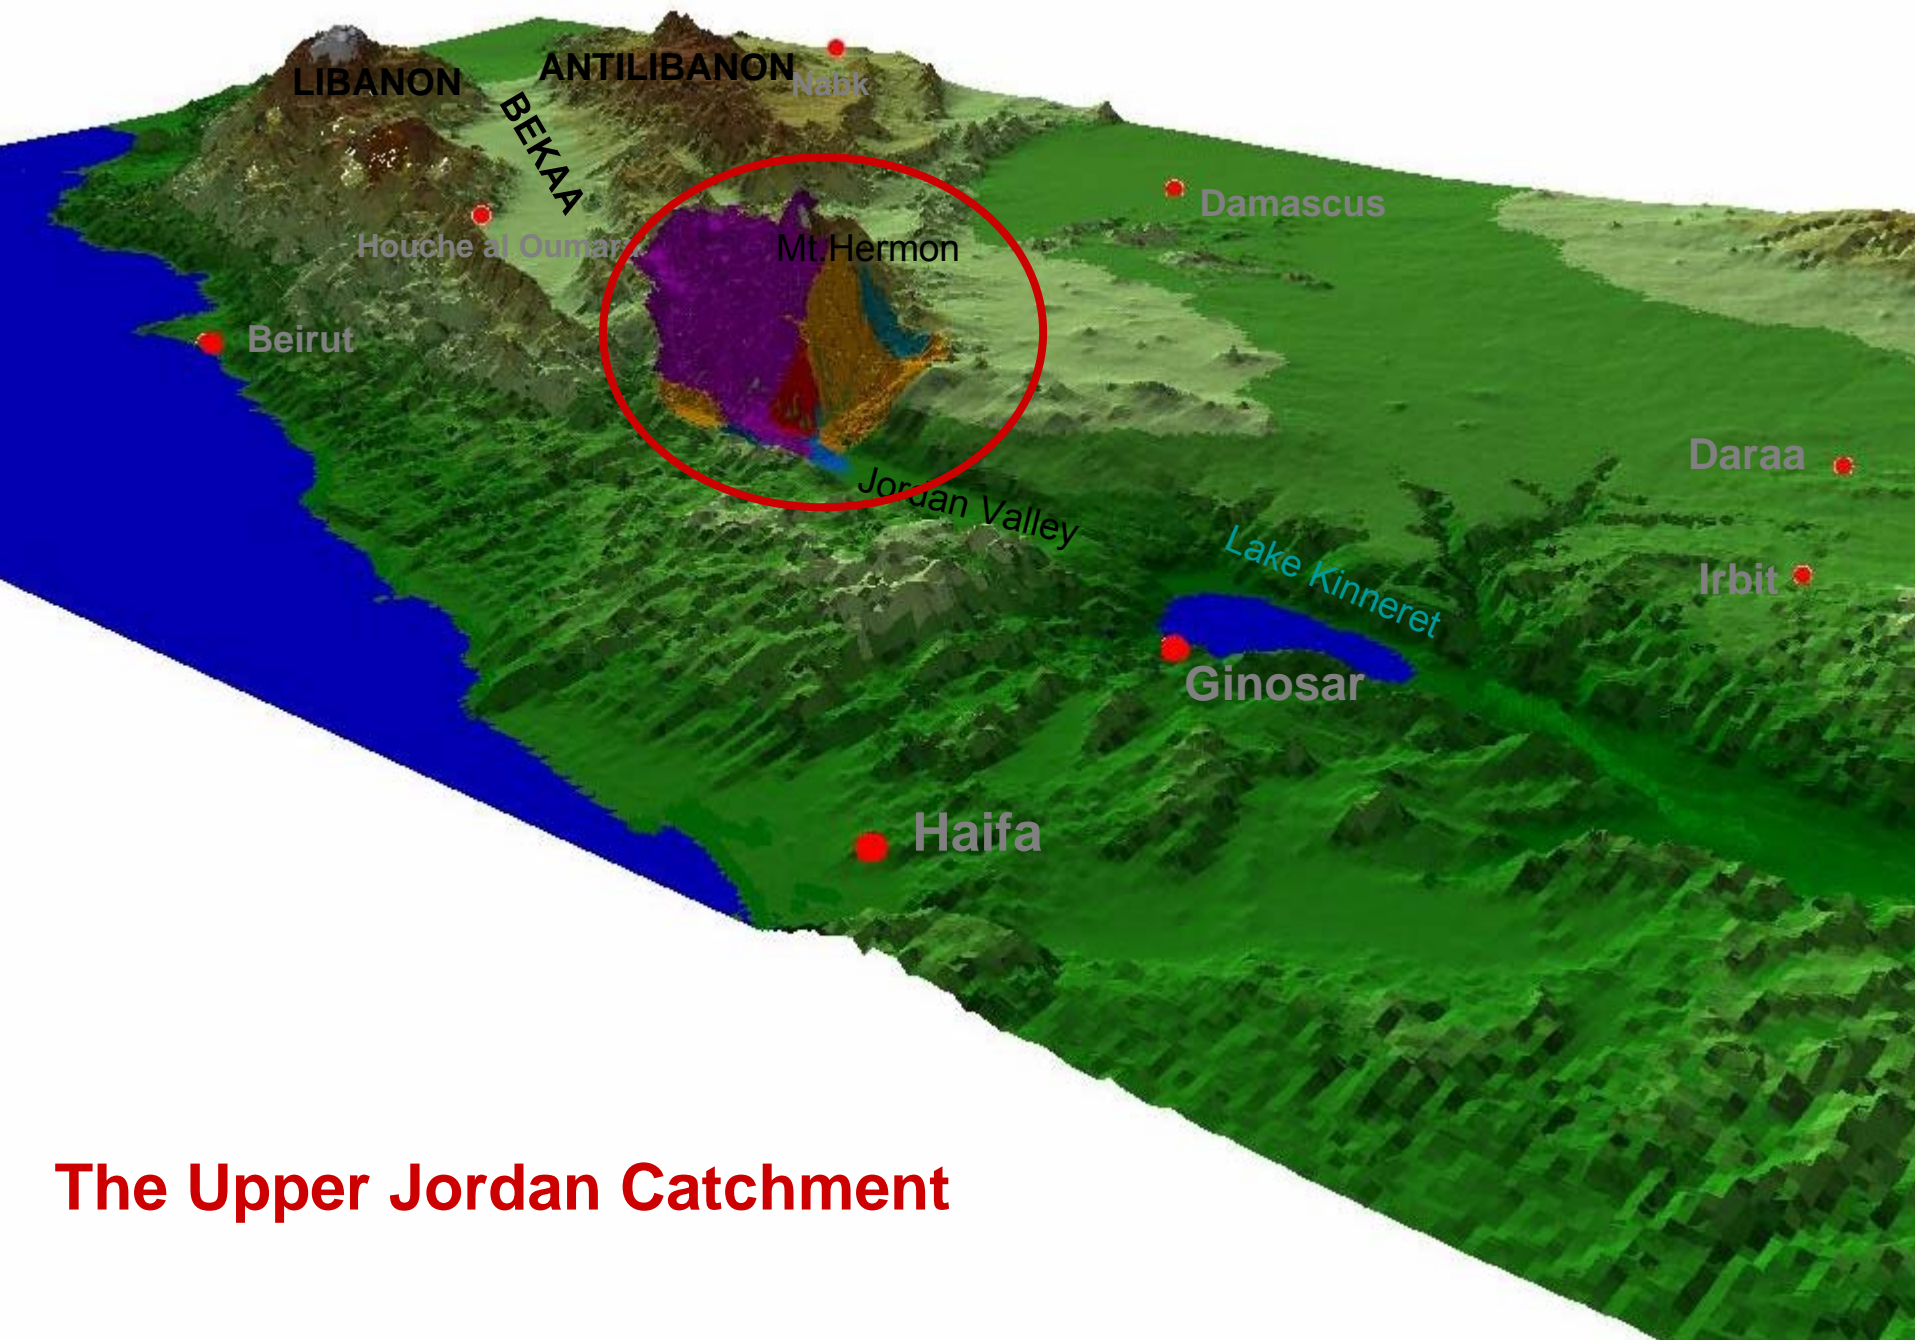 LIBANON
ANTILIBANON
Nabk
BEKAA
Damascus
Houche al Oumar
Mt.Hermon
Beirut
Daraa
Jordan Valley
Lake Kinneret
Irbit
Ginosar
Haifa
The Upper Jordan Catchment